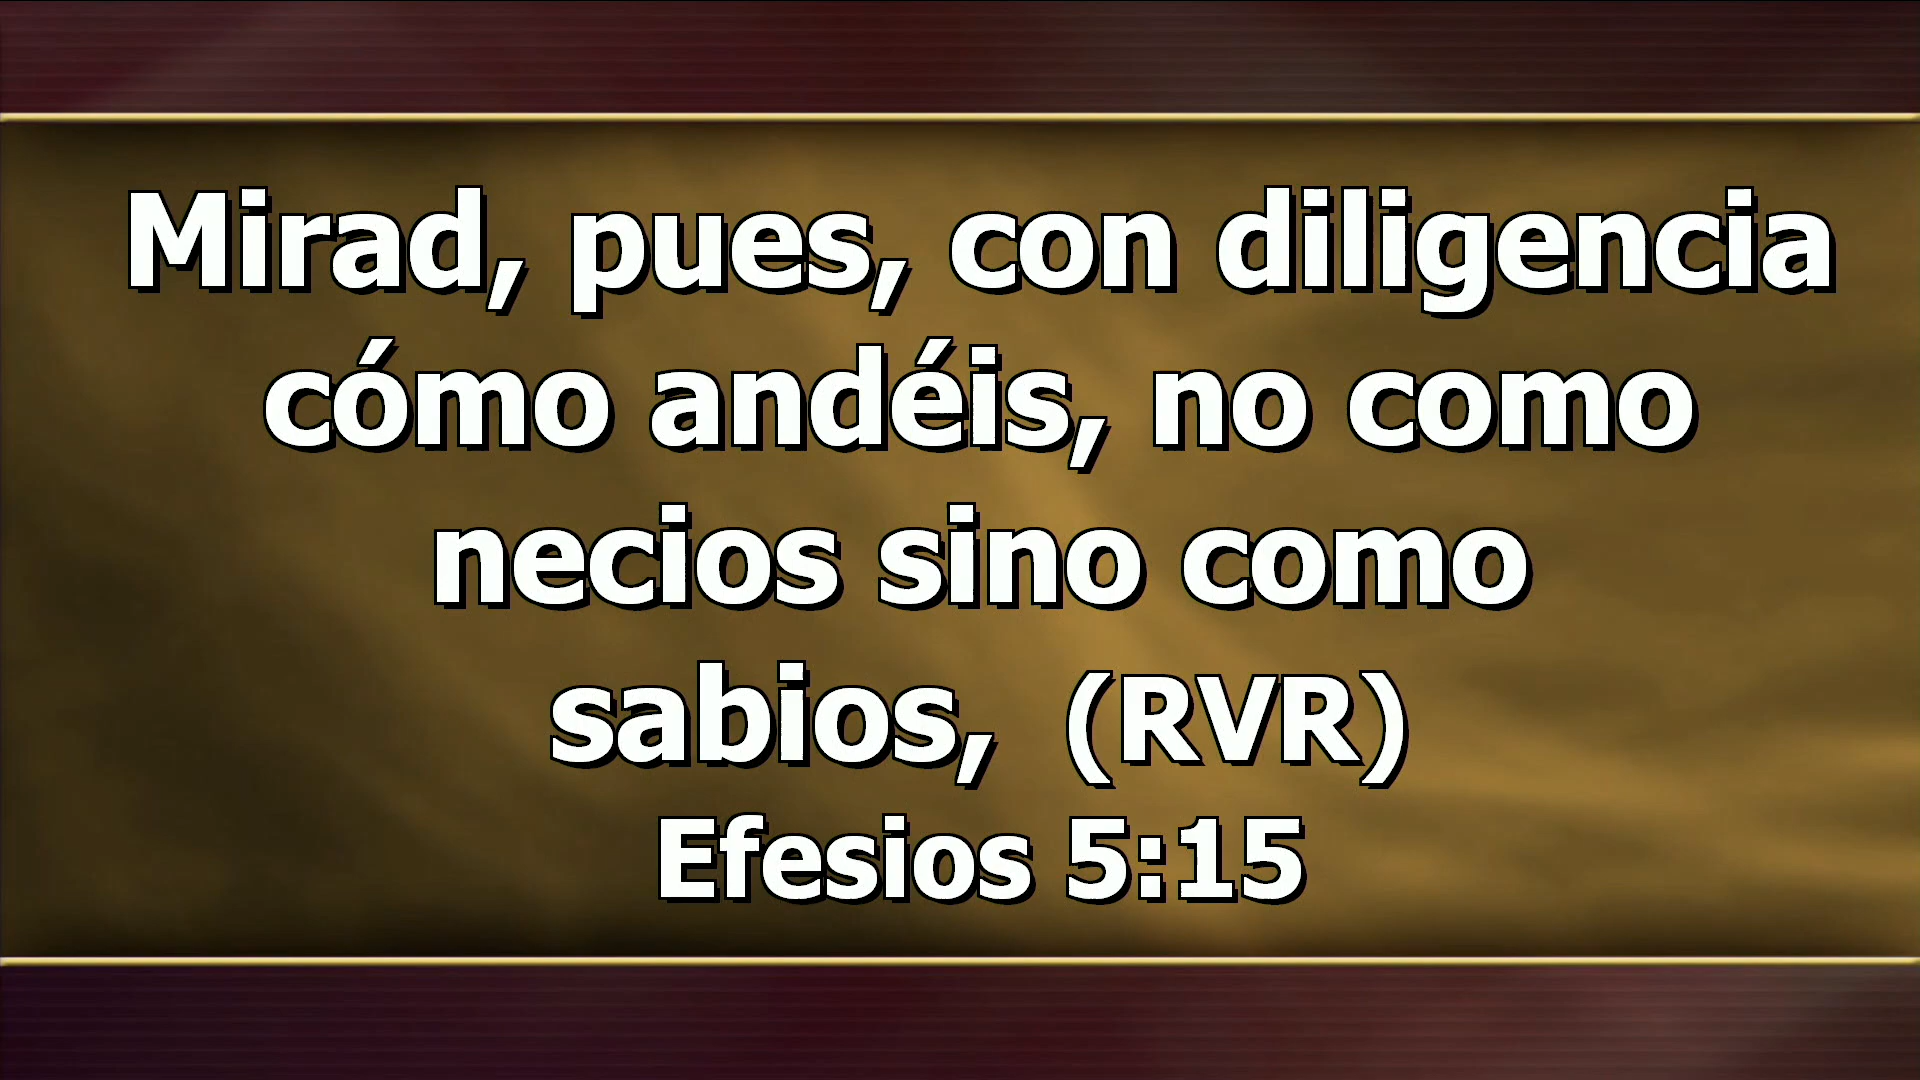 Mirad, pues, con diligencia
cómo andéis, no como
necios sino como
sabios, (RVR)
Efesios 5:15